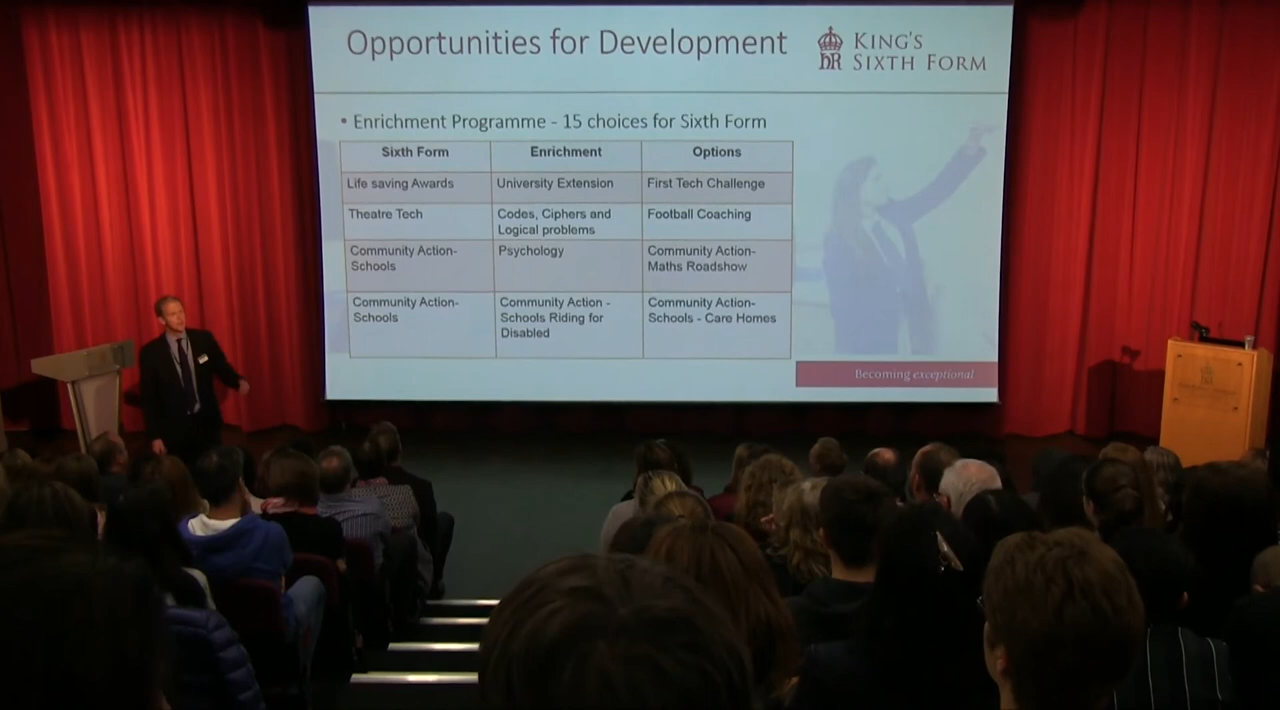 Opportunities for Development
KING'S
SIXTH FORM
hR
• Enrichment Programme - 15 choices for Sixth Form
Sixth Form Enrichment Options
Life saving Awards University Extension First Tech Challenge
Theatre Tech Codes, Ciphers and Football Coaching
Logical problems
Community Action- Psychology Community Action-
Schools Maths Roadshow
Community Action- Community Action - Community Action-
Schools Schools Riding for Schools - Care Homes
Disabled
Becoming exceptional